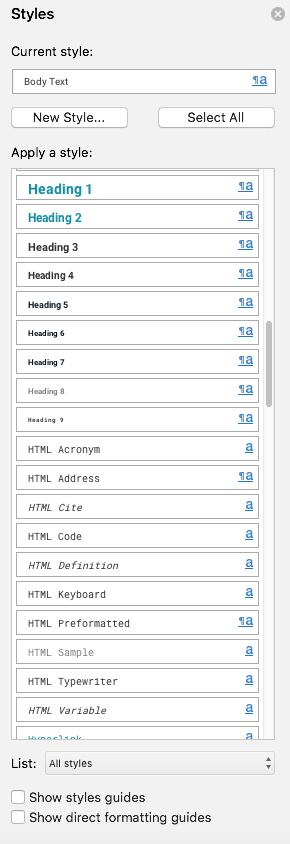 Styles
Current style:
Body Text ¶a
New Style... Select All
Apply a style:
Heading 1 ¶a
Heading 2 ¶a
Heading 3 ¶a
Heading 4 ¶a
Heading 5 ¶a
Heading 6 ¶a
Heading 7 ¶a
Heading 8 ¶a
Heading 9 ¶a
HTML Acronym a
HTML Address ¶a
HTML Cite a
HTML Code a
HTML Definition a
HTML Keyboard a
HTML Preformatted ¶a
HTML Sample a
HTML Typewriter a
HTML Variable a
Hyperlink a
List: All styles
Show styles guides
Show direct formatting guides